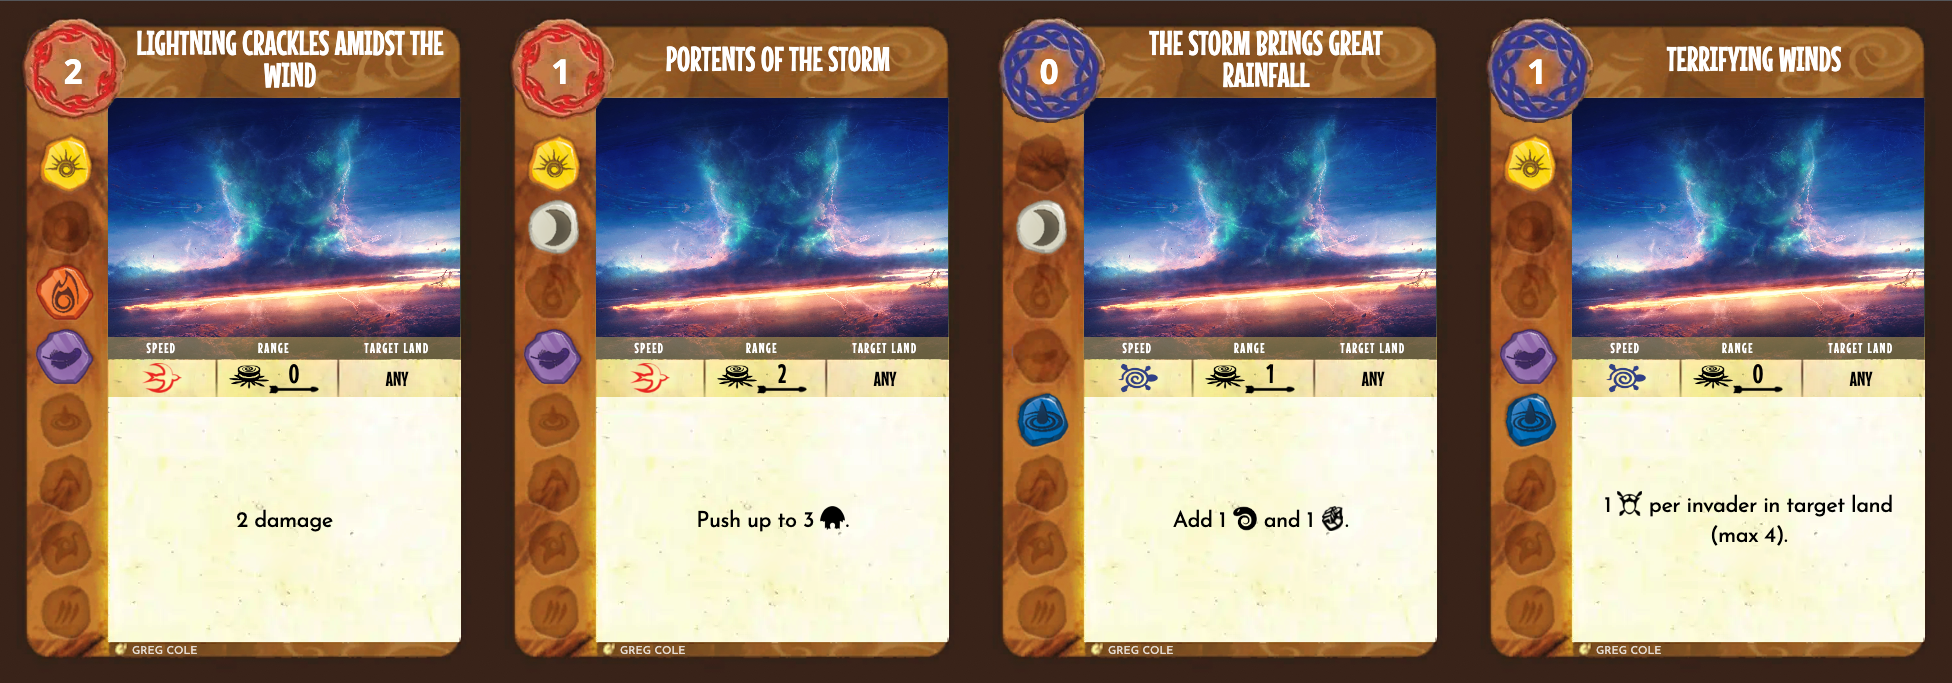 2
LIGHTNING CRACKLES AMIDST THE
WIND
SPEED RANGE TARGET LAND
0 ANY
2 damage
GREG COLE
1
PORTENTS OF THE STORM
SPEED RANGE TARGET LAND
2 ANY
Push up to 3 .
GREG COLE
0
THE STORM BRINGS GREAT
RAINFALL
SPEED RANGE TARGET LAND
1 ANY
Add 1 and 1 .
GREG COLE
1
TERRIFYING WINDS
SPEED RANGE TARGET LAND
0 ANY
1 per invader in target land
(max 4).
GREG COLE